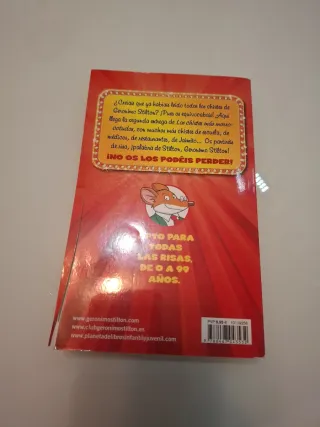 ¿Creíais que ya habíais leído todos los chistes de
Geronimo Stilton? ¡Pues os equivocabais! ¡Aquí
llega la segunda entrega de Los chistes más morro-
cotudos, con muchos más chistes de escuela, de
médicos, de restaurantes, de Jaimito... Os partiréis
de risa, ¡palabra de Stilton, Geronimo Stilton!
¡NO OS LOS PODÉIS PERDER!
PARA
TODAS
LAS RISAS,
DE 0 A 99
AÑOS.
www.geronimostilton.com
www.clubgeronimostilton.es
www.planetadelibrosinfantilyjuvenil.com